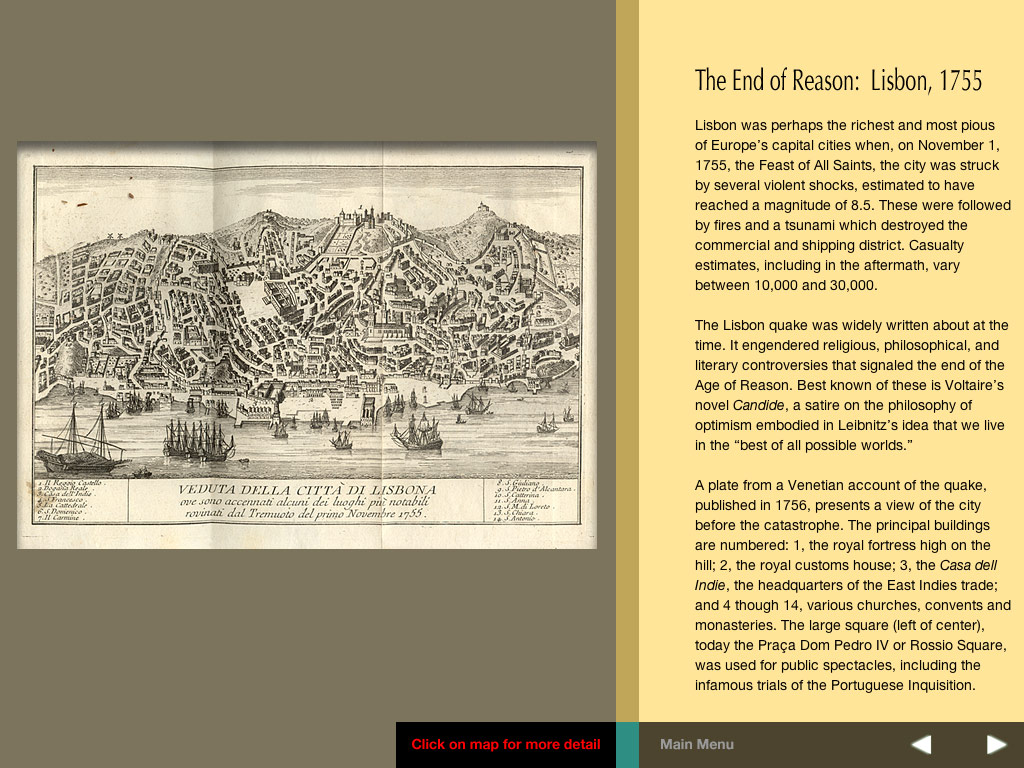 The End of Reason: Lisbon, 1755
Lisbon was perhaps the richest and most pious
of Europe's capital cities when, on November 1,
1755, the Feast of All Saints, the city was struck
by several violent shocks, estimated to have
reached a magnitude of 8.5. These were followed
by fires and a tsunami which destroyed the
commercial and shipping district. Casualty
estimates, including in the aftermath, vary
between 10,000 and 30,000.
The Lisbon quake was widely written about at the
time. It engendered religious, philosophical, and
literary controversies that signaled the end of the
Age of Reason. Best known of these is Voltaire's
novel Candide, a satire on the philosophy of
optimism embodied in Leibnitz's idea that we live
in the “best of all possible worlds.”
A plate from a Venetian account of the quake,
published in 1756, presents a view of the city
before the catastrophe. The principal buildings
are numbered: 1, the royal fortress high on the
hill; 2, the royal customs house; 3, the Casa dell
Indie, the headquarters of the East Indies trade;
and 4 though 14, various churches, convents and
monasteries. The large square (left of center),
today the Praça Dom Pedro IV or Rossio Square,
was used for public spectacles, including the
infamous trials of the Portuguese Inquisition.
1. Il Reggio Castello.
2. Dogana Reale.
3. Casa dell'Indie.
4. S. Francesco.
5. La Cattedrale.
6. S. Domenico.
7. Il Carmine.
VEDUTA DELLA CITTÀ DI LISBONA
ove sono accennati alcuni dei luoghi più notabili
rovinati dal Tremuoto del primo Novembre 1755.
8. S. Giuliano.
9. S. Pietro d'Alcantara.
10. S. Catterina.
11. S. Anna.
12. S. M. di Loreto.
13. S. Chiara.
14. S. Antonio.
Click on map for more detail
Main Menu